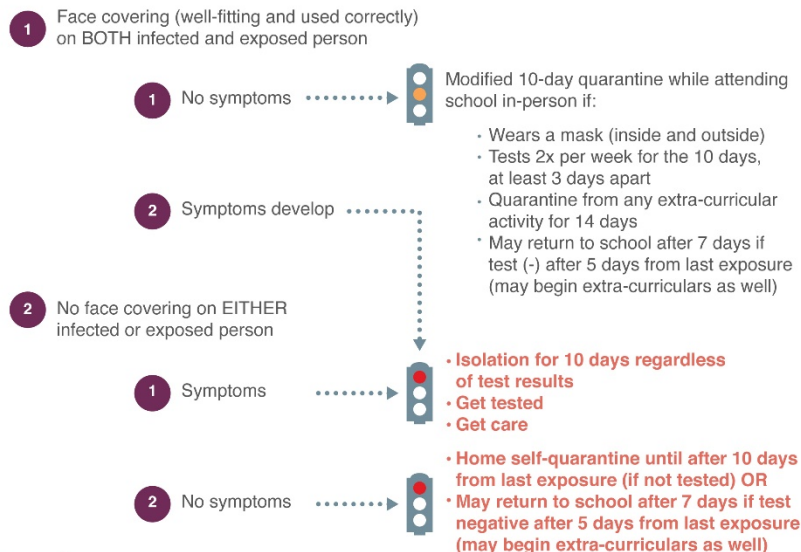 1 Face covering (well-fitting and used correctly)
on BOTH infected and exposed person
1 No symptoms
Modified 10-day quarantine while attending
school in-person if:
• Wears a mask (inside and outside)
• Tests 2x per week for the 10 days,
at least 3 days apart
• Quarantine from any extra-curricular
activity for 14 days
• May return to school after 7 days if
test (-) after 5 days from last exposure
(may begin extra-curriculars as well)
2 Symptoms develop
2 No face covering on EITHER
infected or exposed person
1 Symptoms
• Isolation for 10 days regardless
of test results
• Get tested
• Get care
2 No symptoms
• Home self-quarantine until after 10 days
from last exposure (if not tested) OR
• May return to school after 7 days if test
negative after 5 days from last exposure
(may begin extra-curriculars as well)